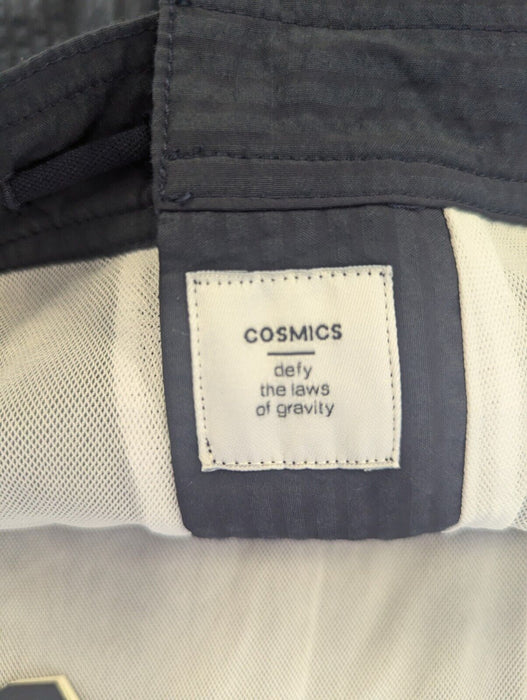 COSMICS
defy
the laws
of gravity